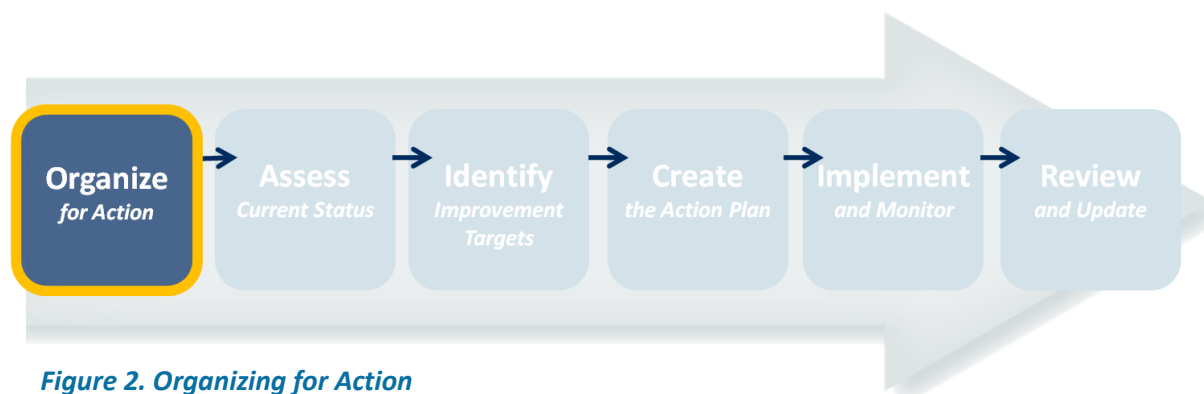 Organize
for Action
Assess
Current Status
Identify
Improvement
Targets
Create
the Action Plan
Implement
and Monitor
Review
and Update
Figure 2. Organizing for Action